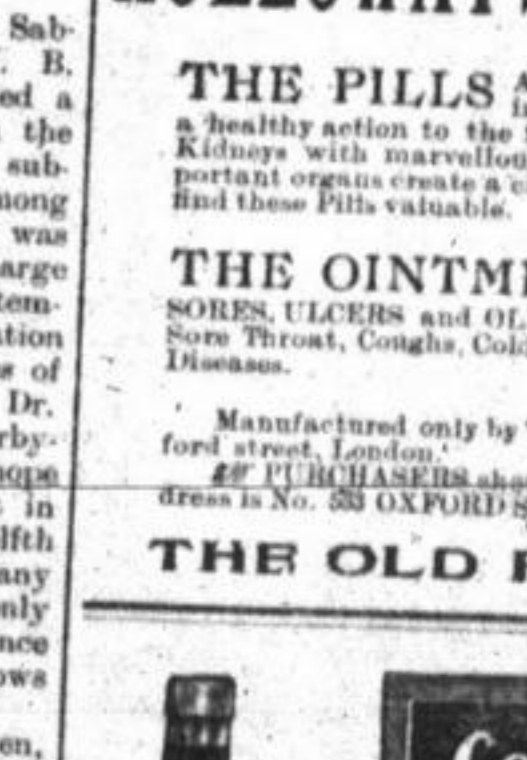 Sab-
B.
ed a
the
sub-
mong
was
arge
tem-
ation
of
Dr.
rby-
hope
in
lfth
any
nly
nce
ows
en,
THE PILLS
a healthy action to the
Kidneys with marvellou
portant organs create a
find these Pills valuable.
THE OINTM
SORES, ULCERS and OL
Sore Throat, Coughs, Cold
Diseases.
Manufactured only by
ford street, London.
PURCHASERS sho
dress is No. 533 OXFORD S
THE OLD